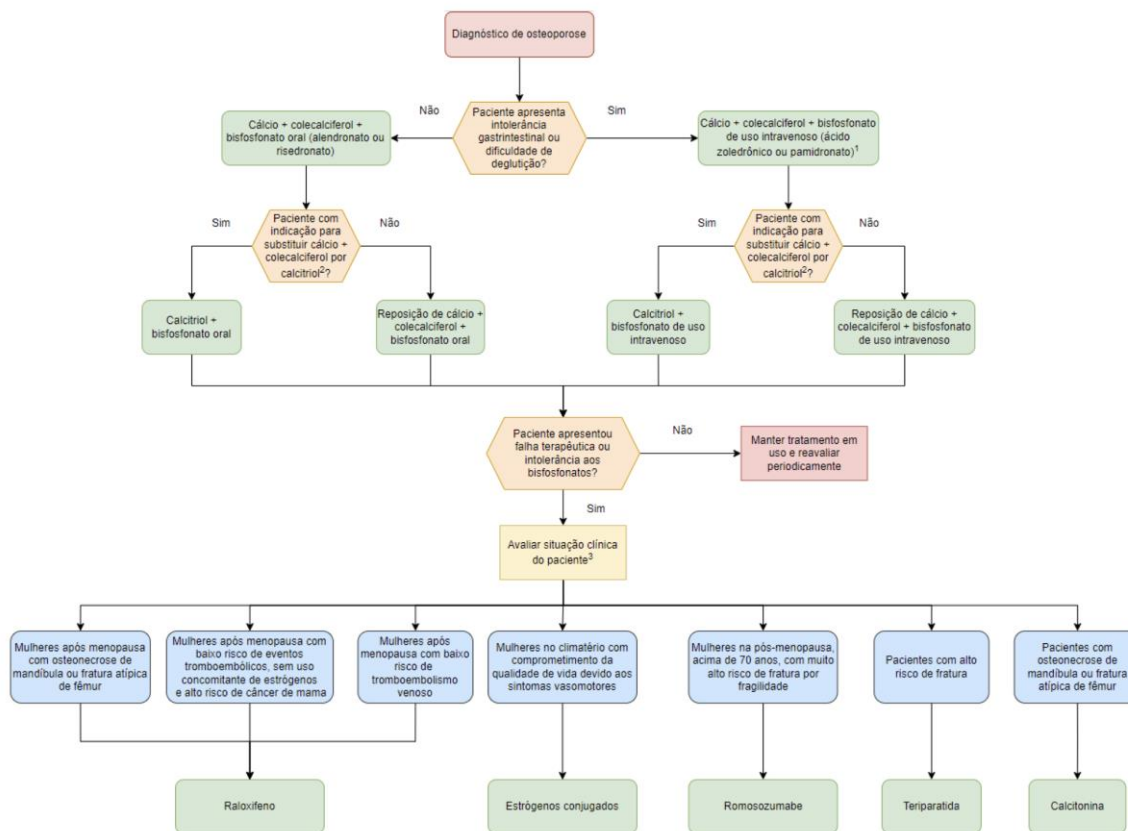 Diagnóstico de osteoporose
Não
Paciente apresenta
intolerância
gastrintestinal ou
dificuldade de
deglutição?
Sim
Cálcio + colecalciferol +
bisfosfonato oral (alendronato ou
risedronato)
Cálcio + colecalciferol + bisfosfonato
de uso intravenoso (ácido
zoledrônico ou pamidronato)¹
Sim
Paciente com
indicação para
substituir cálcio +
colecalciferol por
calcitriol²?
Não
Sim
Paciente com
indicação para
substituir cálcio +
colecalciferol por
calcitriol²?
Não
Calcitriol +
bisfosfonato oral
Reposição de cálcio +
colecalciferol +
bisfosfonato oral
Calcitriol +
bisfosfonato de uso
intravenoso
Reposição de cálcio +
colecalciferol + bisfosfonato
de uso intravenoso
Paciente apresentou
falha terapêutica ou
intolerância aos
bisfosfonatos?
Não
Manter tratamento em
uso e reavaliar
periodicamente
Sim
Avaliar situação clínica
do paciente³
Mulheres após menopausa
com osteonecrose de
mandíbula ou fratura atípica
de fêmur
Mulheres após menopausa com
baixo risco de eventos
tromboembólicos, sem uso
concomitante de estrógenos
e alto risco de câncer de mama
Mulheres após
menopausa com baixo
risco de
tromboembolismo
venoso
Mulheres no climatério com
comprometimento da
qualidade de vida devido aos
sintomas vasomotores
Mulheres na pós-menopausa,
acima de 70 anos, com muito
alto risco de fratura por
fragilidade
Pacientes com alto
risco de fratura
Pacientes com
osteonecrose de
mandíbula ou fratura
atípica de fêmur
Raloxifeno
Estrógenos conjugados
Romosozumabe
Teriparatida
Calcitonina